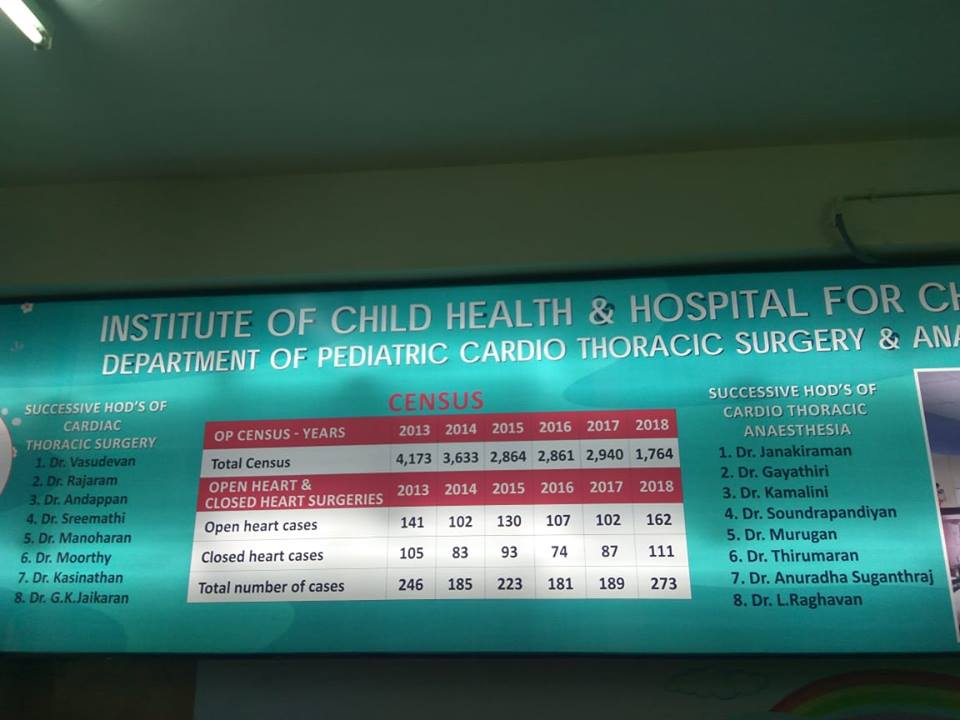 INSTITUTE OF CHILD HEALTH & HOSPITAL FOR
DEPARTMENT OF PEDIATRIC CARDIO THORACIC SURGERY &
SUCCESSIVE HOD'S OF
CARDIAC
THORACIC SURGERY
1. Dr. Vasudevan
2. Dr. Rajaram
3. Dr. Andappan
4. Dr. Sreemathi
5. Dr. Manoharan
6. Dr. Moorthy
7. Dr. Kasinathan
8. Dr. G.K.Jaikaran
CENSUS
OP CENSUS - YEARS 2013 2014 2015 2016 2017 2018
Total Census 4,173 3,633 2,864 2,861 2,940 1,764
OPEN HEART &
CLOSED HEART SURGERIES 2013 2014 2015 2016 2017 2018
Open heart cases 141 102 130 107 102 162
Closed heart cases 105 83 93 74 87 111
Total number of cases 246 185 223 181 189 273
SUCCESSIVE HOD'S OF
CARDIO THORACIC
ANAESTHESIA
1. Dr. Janakiraman
2. Dr. Gayathiri
3. Dr. Kamalini
4. Dr. Soundrapandiyan
5. Dr. Murugan
6. Dr. Thirumaran
7. Dr. Anuradha Suganthraj
8. Dr. L.Raghavan